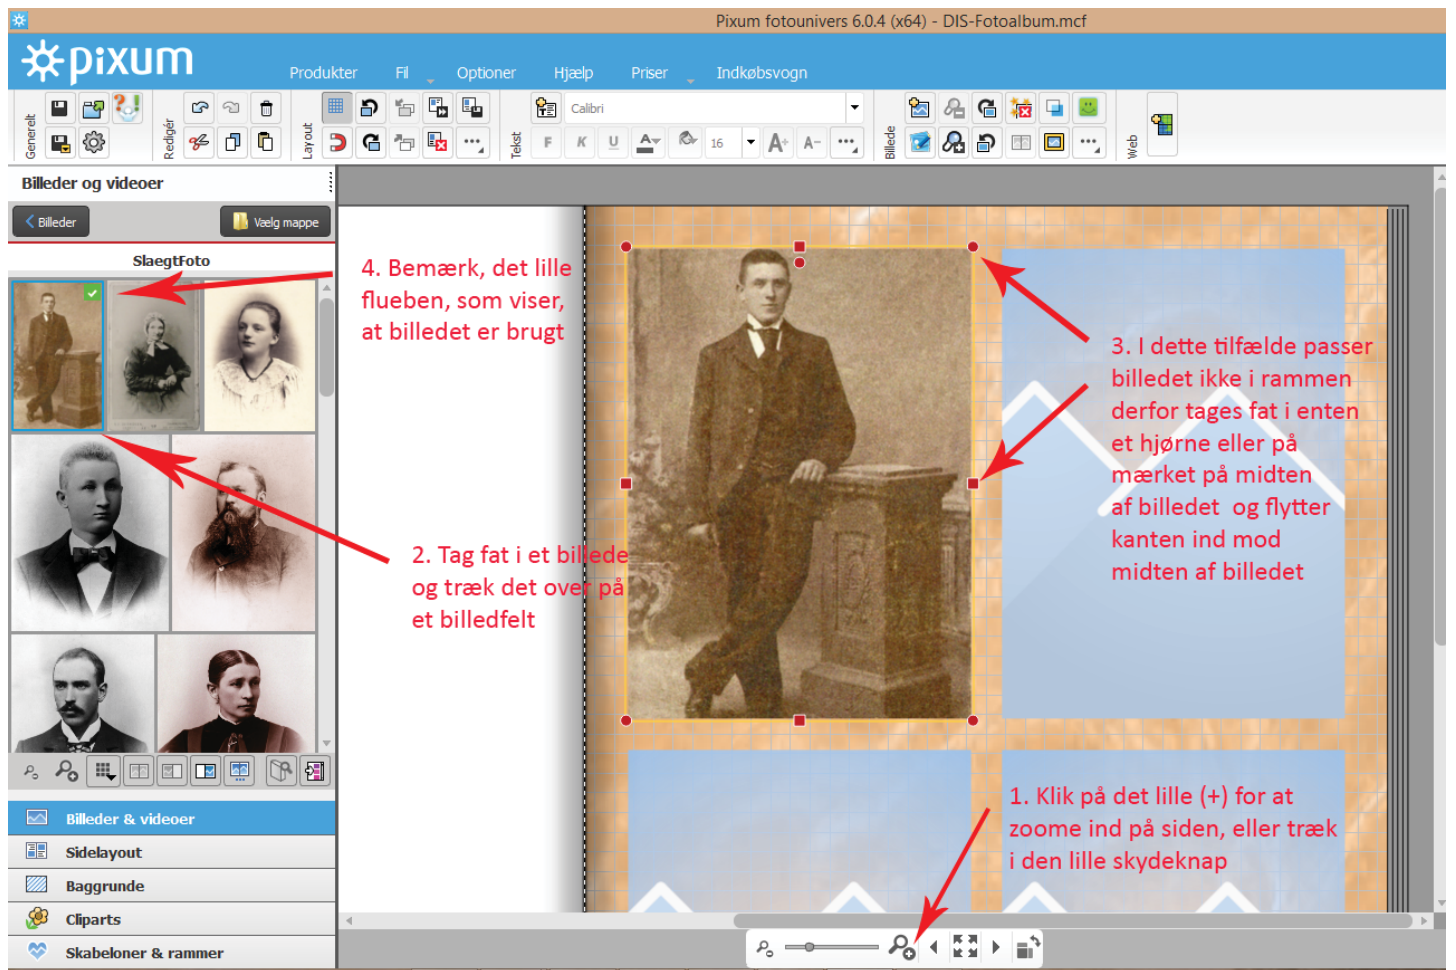 Pixum fotounivers 6.0.4 (x64) - DIS-Fotoalbum.mcf
pixum
Produkter Fil Optioner Hjælp Priser Indkøbsvogn
Generelt
Redigér
Layout
Tekst
Calibri
F K U A 16 A+ A−
Billede
Web
Billeder og videoer
Billeder
Vælg mappe
SlaegtFoto
4. Bemærk, det lille
flueben, som viser,
at billedet er brugt
3. I dette tilfælde passer
billedet ikke i rammen
derfor tages fat i enten
et hjørne eller på
mærket på midten
af billedet og flytter
kanten ind mod
midten af billedet
2. Tag fat i et billede
og træk det over på
et billedfelt
1. Klik på det lille (+) for at
zoome ind på siden, eller træk
i den lille skydeknap
Billeder & videoer
Sidelayout
Baggrunde
Cliparts
Skabeloner & rammer